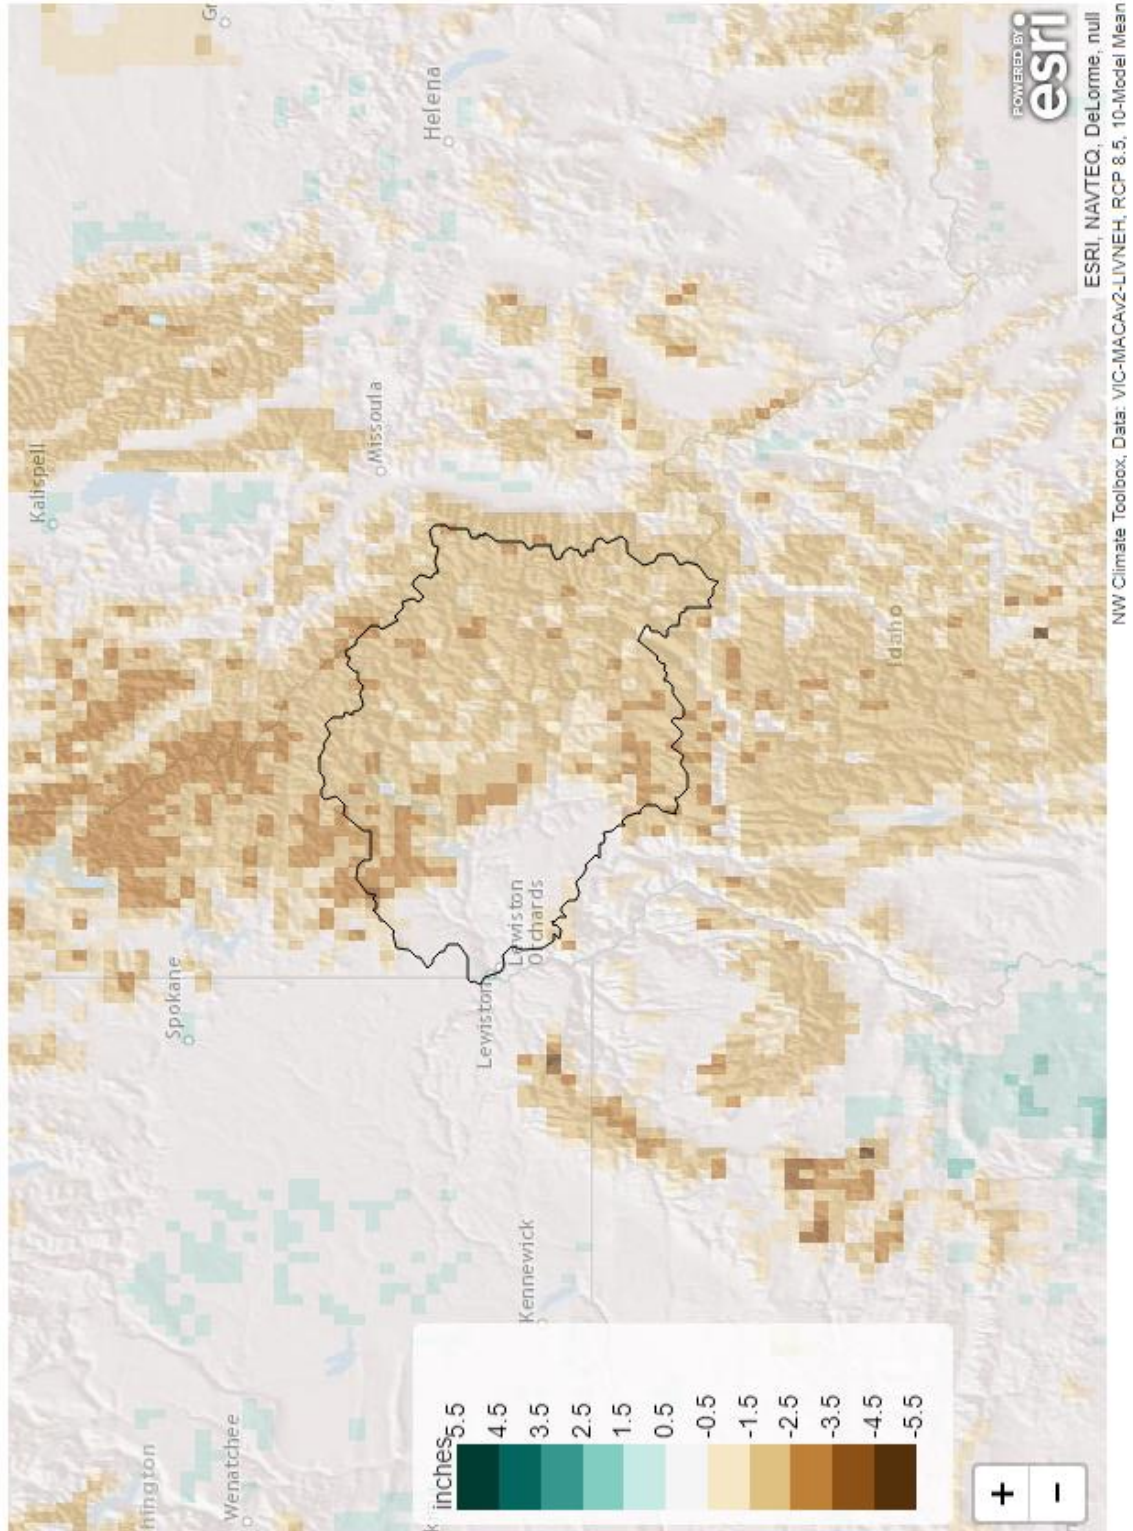 Kalispell
hington
Spokane
Gr
Wenatchee
Missoula
Helena
k
inches
5.5
4.5
3.5
2.5
1.5
0.5
-0.5
-1.5
-2.5
-3.5
-4.5
-5.5
Lewiston
Lewiston
Orchards
Kennewick
Idaho
+
−
POWERED BY
esri
ESRI, NAVTEQ, DeLorme, null
NW Climate Toolbox, Data: VIC-MACAv2-LIVNEH, RCP 8.5, 10-Model Mean